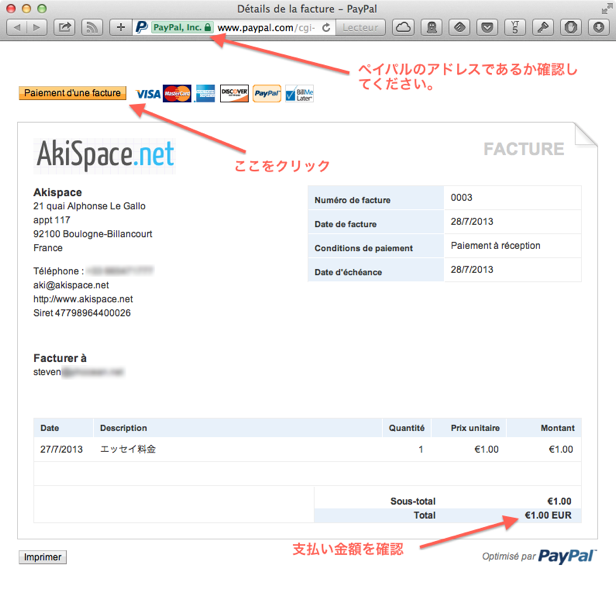 Détails de la facture – PayPal
PayPal, Inc. www.paypal.com/cgi- Lecteur
YT
5
ペイパルのアドレスであるか確認し
てください。
Paiement d'une facture VISA MasterCard DISCOVER PayPal Bill Me Later
ここをクリック
AkiSpace.net
FACTURE
Akispace
21 quai Alphonse Le Gallo
appt 117
92100 Boulogne-Billancourt
France
Téléphone :
aki@akispace.net
http://www.akispace.net
Siret 47798964400026
Numéro de facture 0003
Date de facture 28/7/2013
Conditions de paiement Paiement à réception
Date d'échéance 28/7/2013
Facturer à
steven
Date Description Quantité Prix unitaire Montant
27/7/2013 エッセイ料金 1 €1.00 €1.00
Sous-total €1.00
Total €1.00 EUR
支払い金額を確認
Imprimer
Optimisé par PayPal